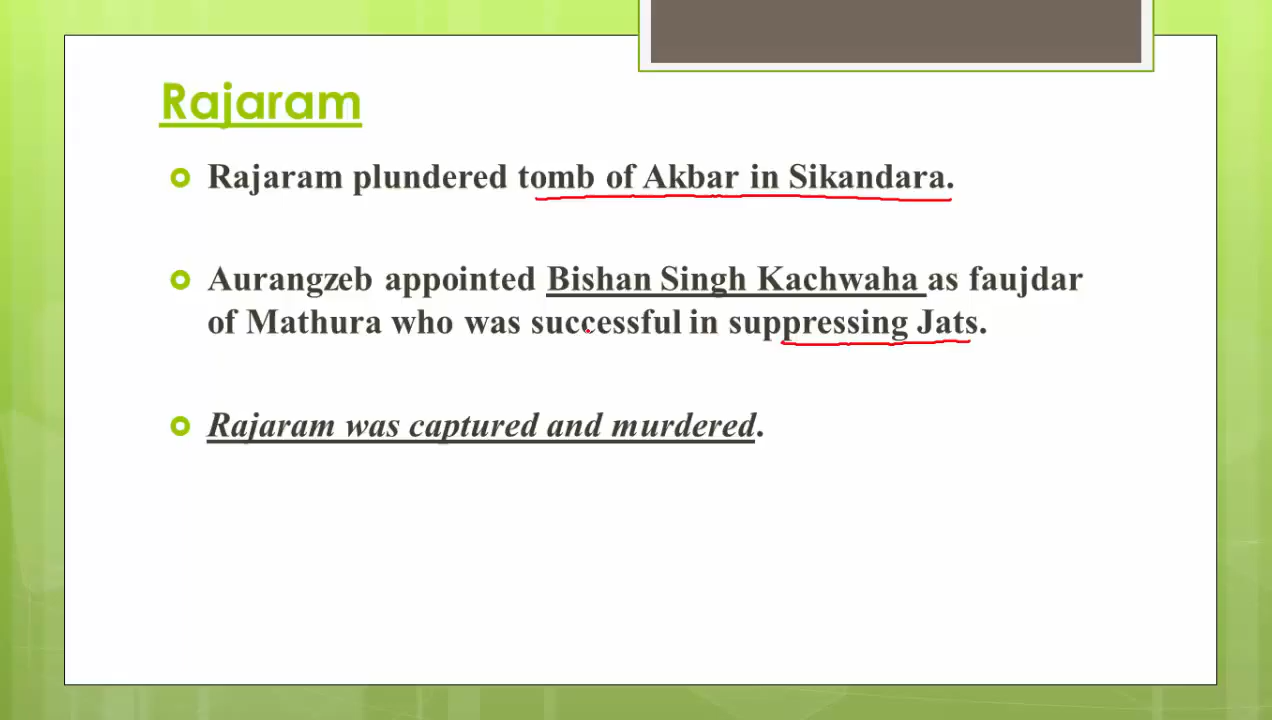 Rajaram
Rajaram plundered tomb of Akbar in Sikandara.
Aurangzeb appointed Bishan Singh Kachwaha as faujdar
of Mathura who was successful in suppressing Jats.
Rajaram was captured and murdered.